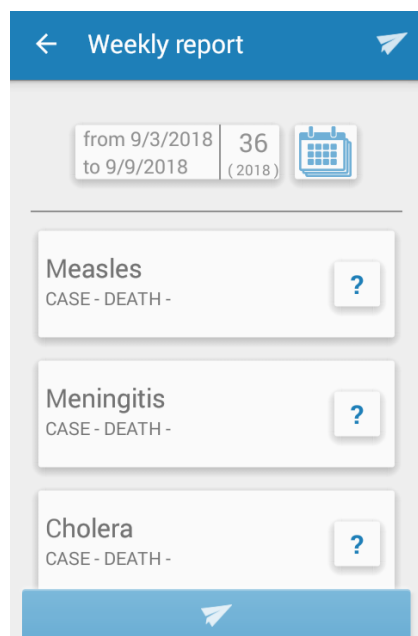 Weekly report
from 9/3/2018
to 9/9/2018
36
(2018)
Measles
CASE - DEATH -
?
Meningitis
CASE - DEATH -
?
Cholera
CASE - DEATH -
?